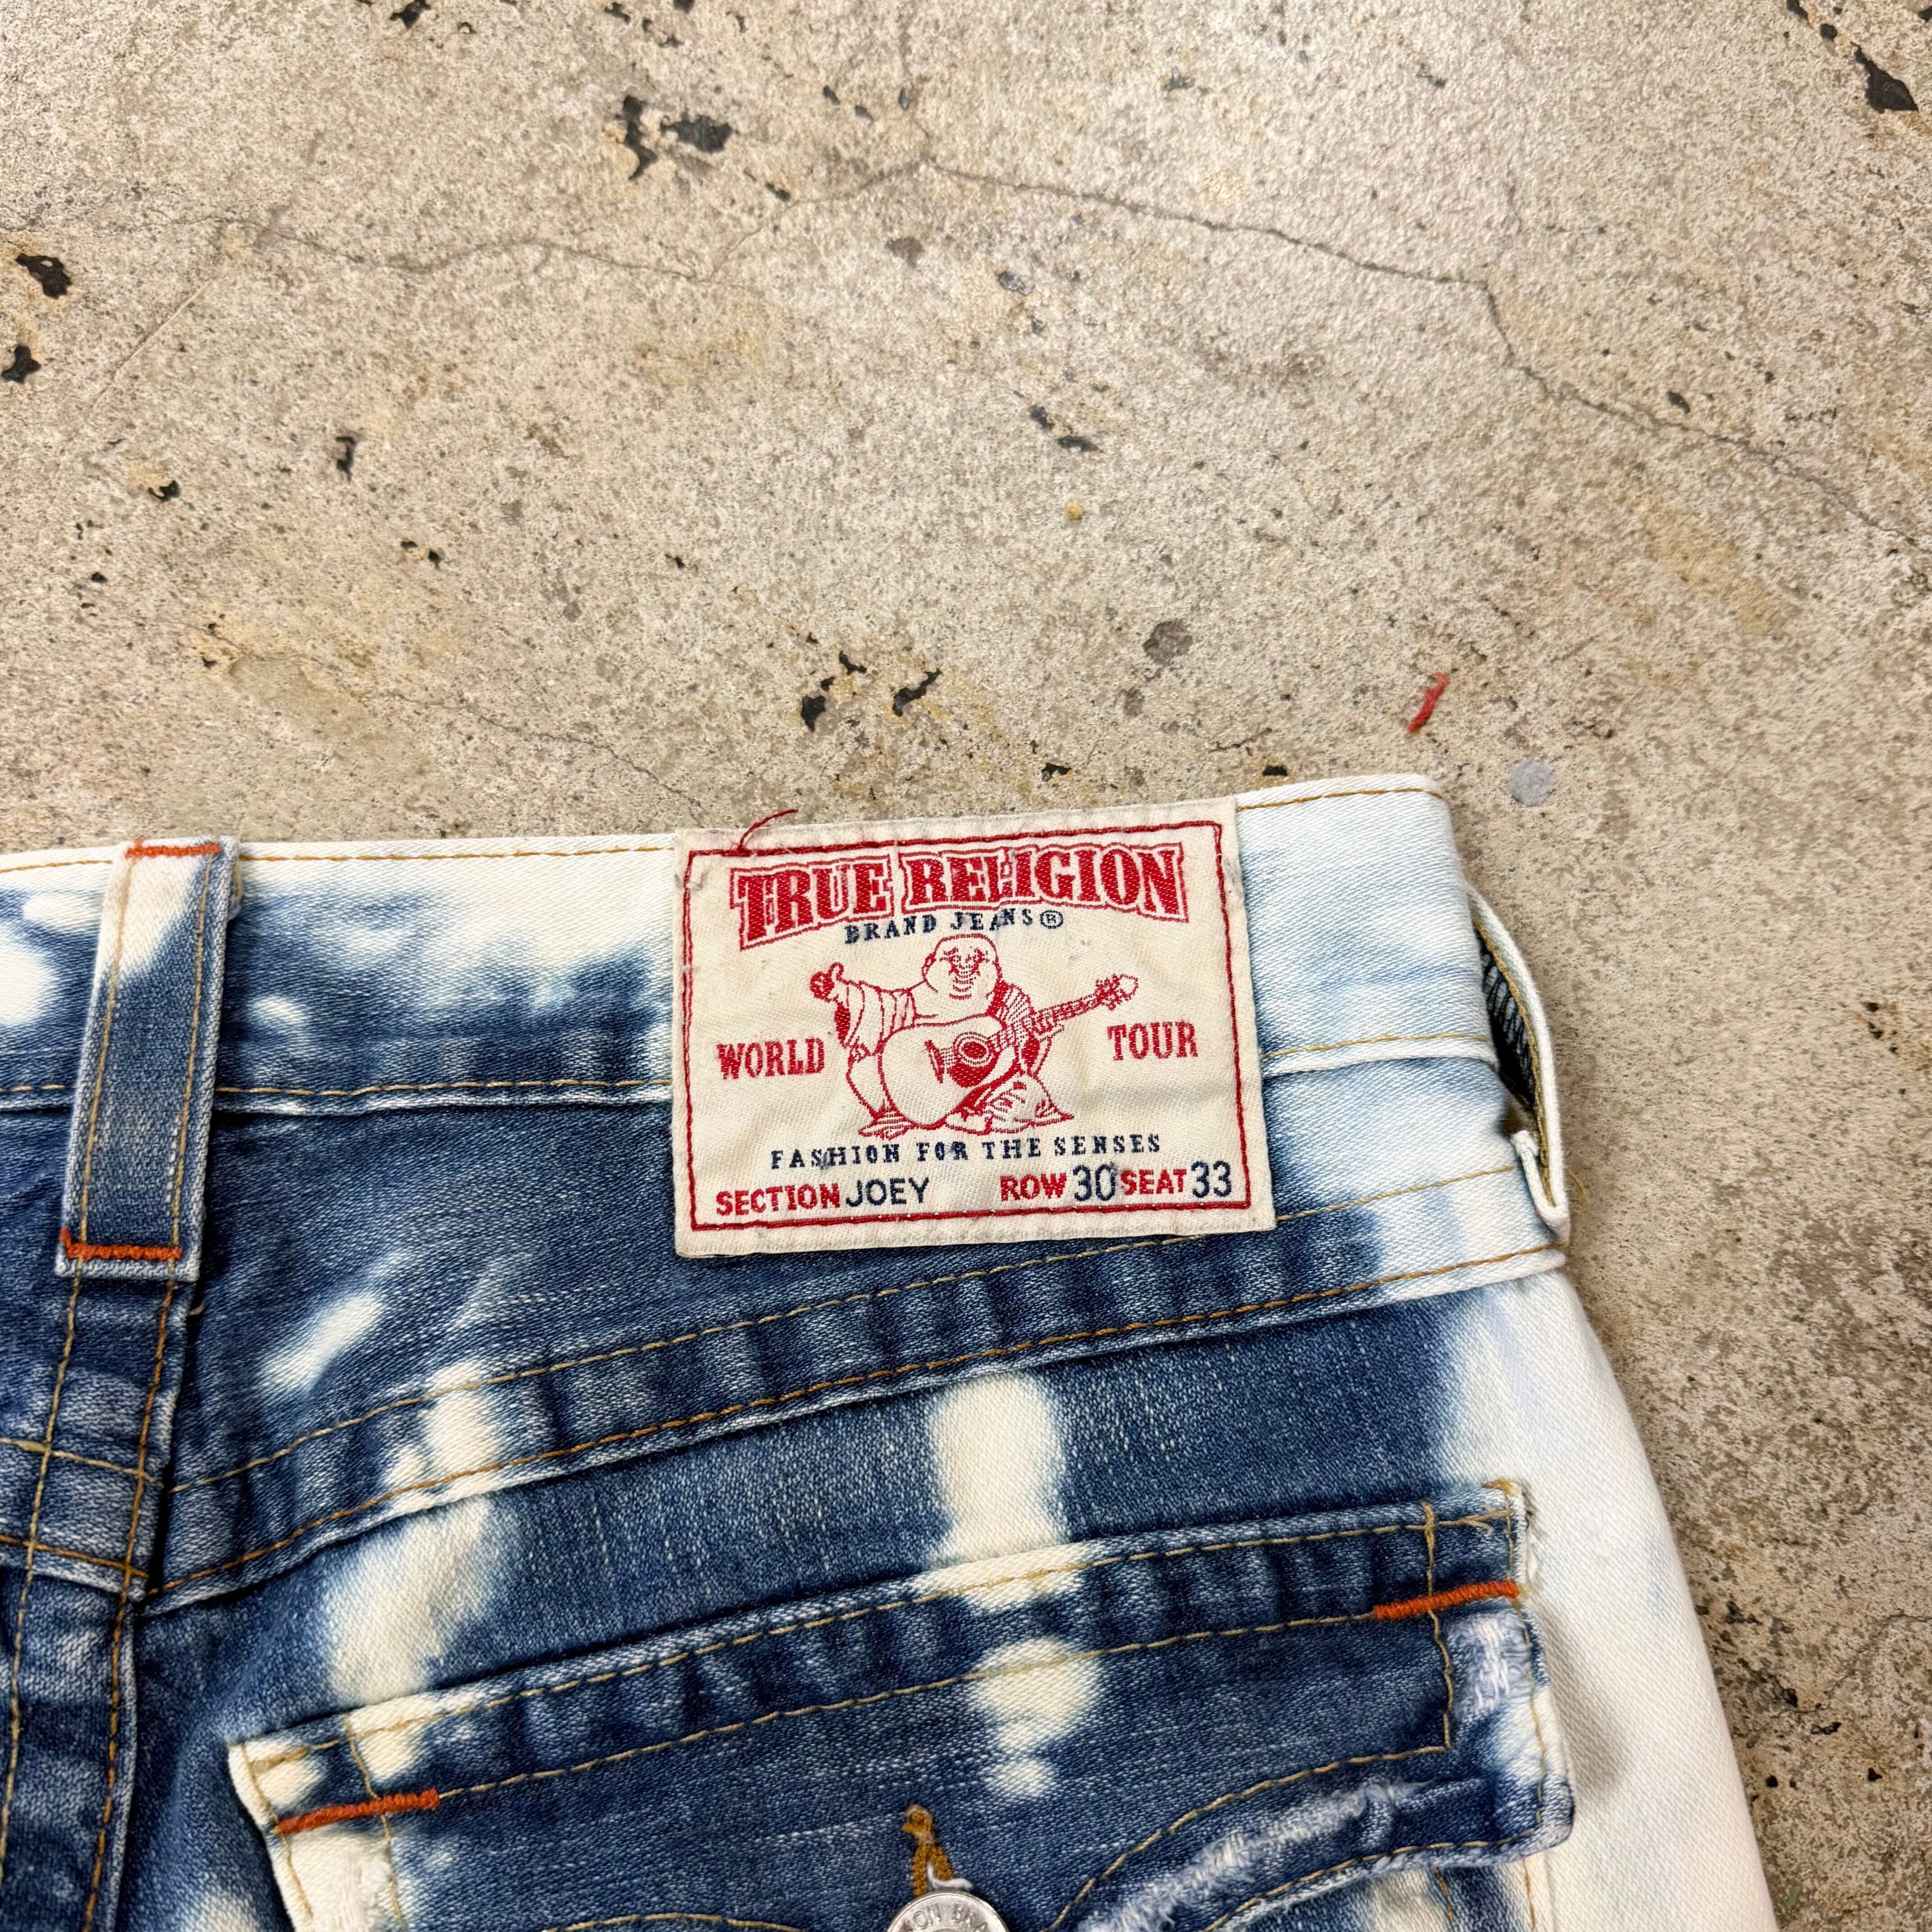 TRUE RELIGION
BRAND JEANS®
WORLD TOUR
FASHION FOR THE SENSES
SECTION JOEY ROW 30 SEAT 33